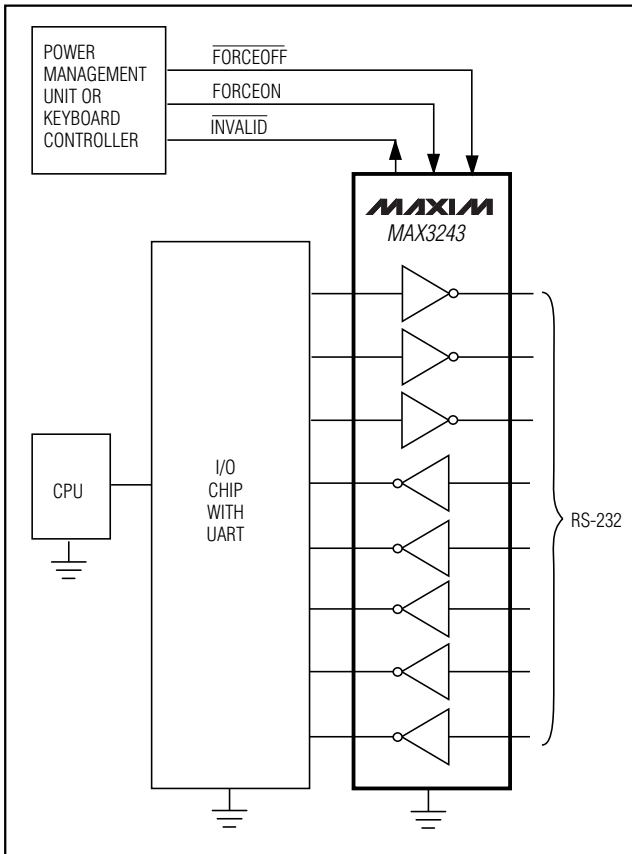 POWER
MANAGEMENT
UNIT OR
KEYBOARD
CONTROLLER
FORCEOFF
FORCEON
INVALID
MAXIM
MAX3243
CPU
I/O
CHIP
WITH
UART
RS-232